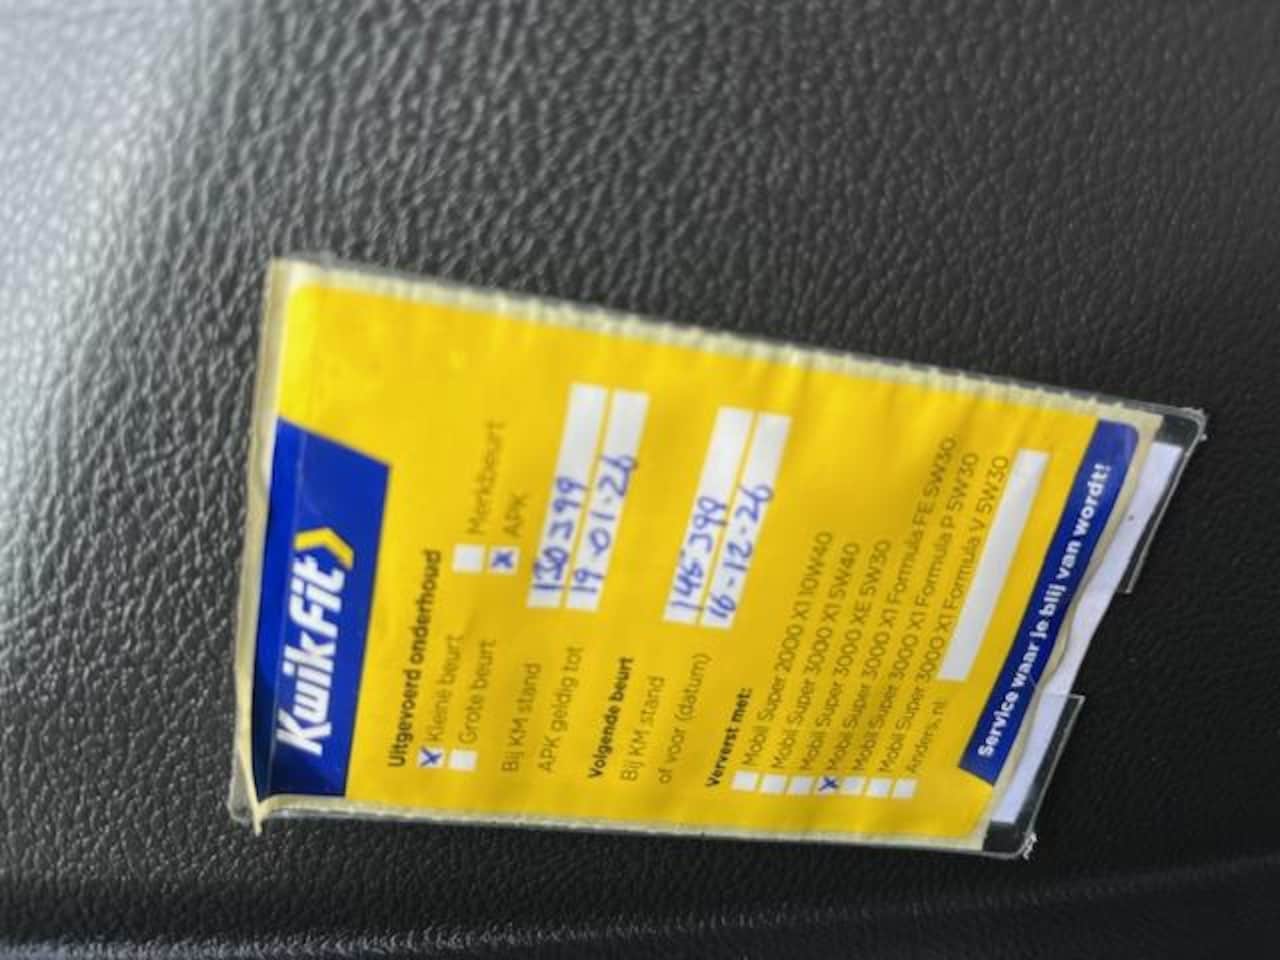 KwikFit
Uitgevoerd onderhoud
x Kleine beurt Merkbeurt
Grote beurt x APK
Bij KM stand 130399
APK geldig tot 19-01-26
Volgende beurt
Bij KM stand 145399
of voor (datum) 16-12-26
Ververst met:
Mobil Super 2000 X1 10W40
Mobil Super 3000 X1 5W40
Mobil Super 3000 XE 5W30
x Mobil Super 3000 X1 Formula FE 5W30
Mobil Super 3000 X1 Formula P 5W30
Mobil Super 3000 X1 Formula V 5W30
Anders, nl.
Service waar je blij van wordt!